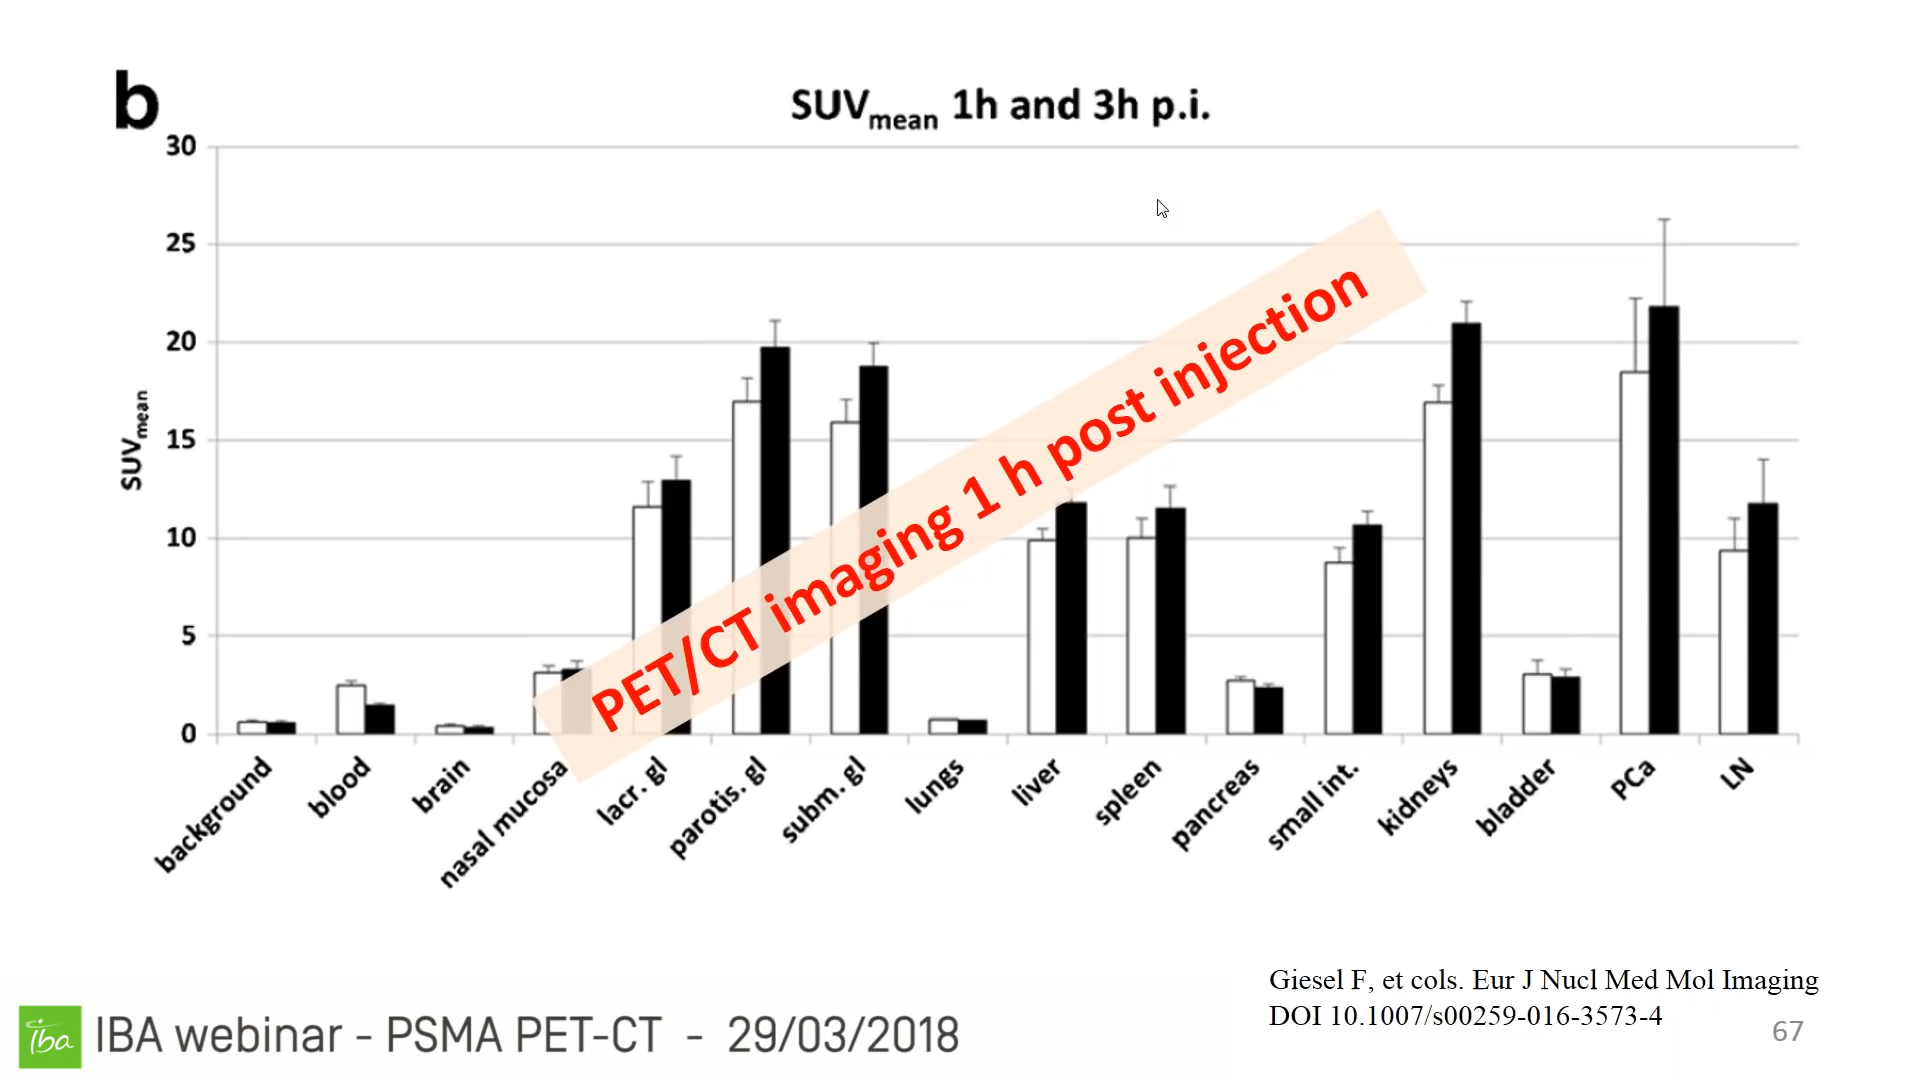 b
SUVmean 1h and 3h p.i.
30
25
20
15
10
5
0
SUVmean
PET/CT imaging 1 h post injection
background
blood
brain
nasal mucosa
lacr. gl
parotis. gl
subm. gl
lungs
liver
spleen
pancreas
small int.
kidneys
bladder
PCa
LN
Giesel F, et cols. Eur J Nucl Med Mol Imaging
DOI 10.1007/s00259-016-3573-4
iba
IBA webinar - PSMA PET-CT - 29/03/2018
67